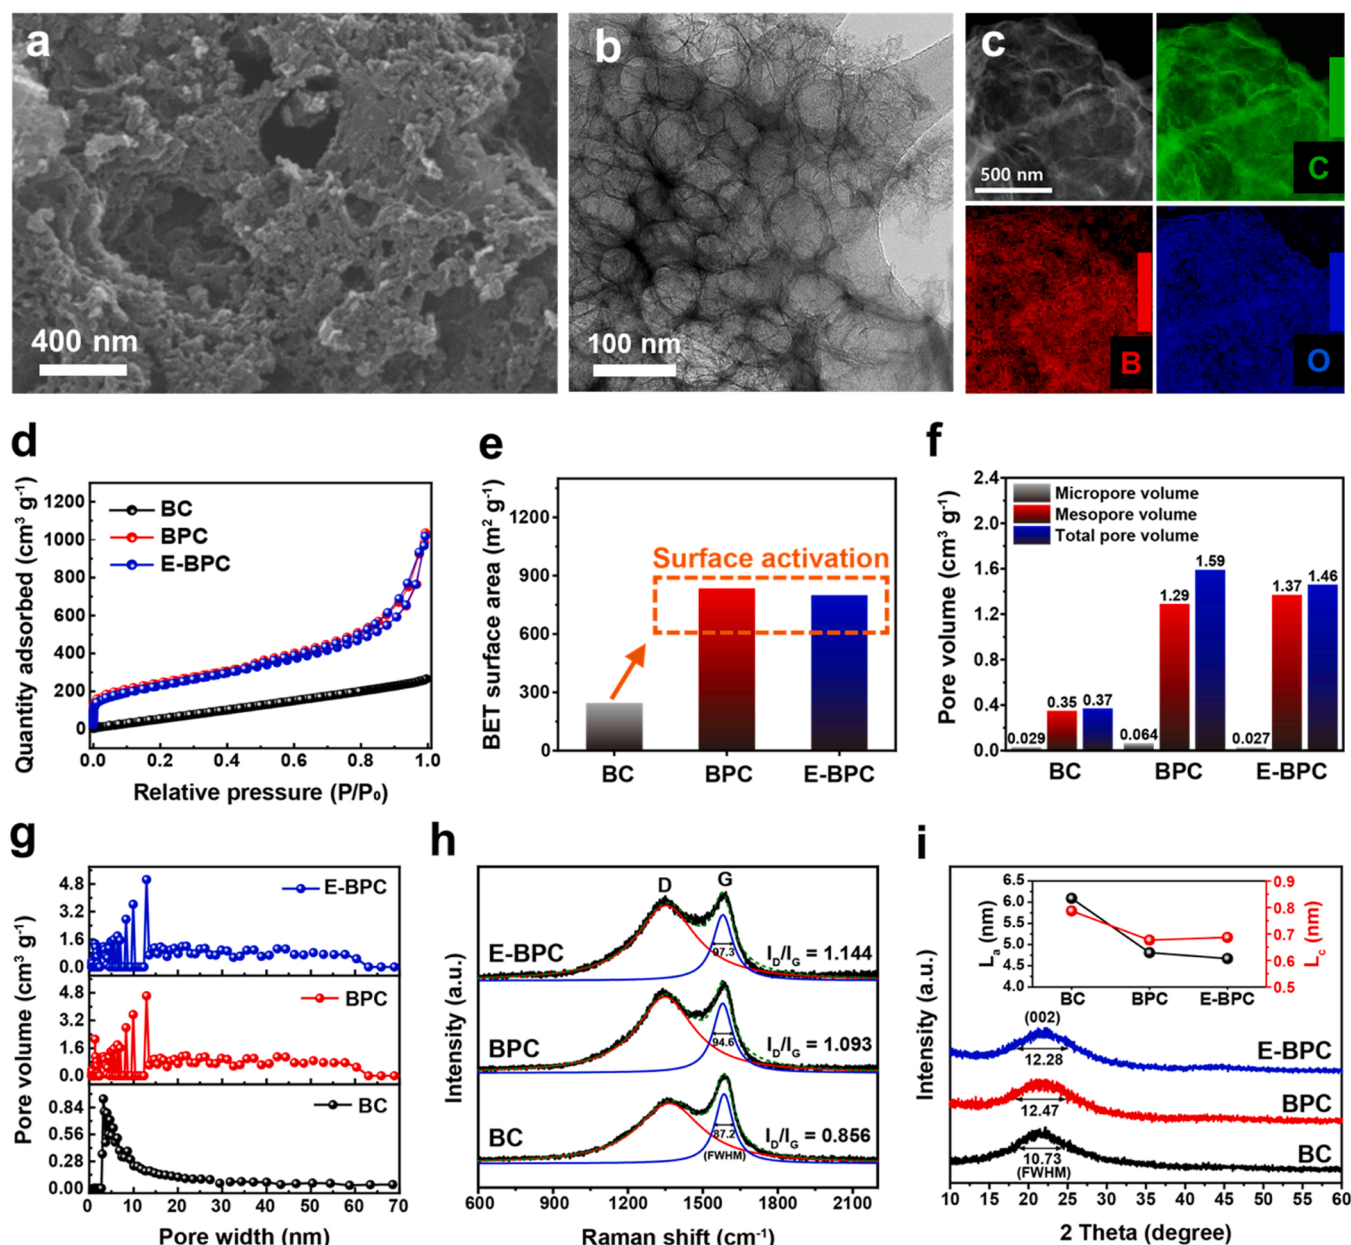 a
400 nm
b
100 nm
c
500 nm
C
B
O
d
Quantity adsorbed (cm³ g⁻¹)
1200
1000
800
600
400
200
0
BC
BPC
E-BPC
0.0 0.2 0.4 0.6 0.8 1.0
Relative pressure (P/P₀)
e
BET surface area (m² g⁻¹)
1200
900
600
300
0
Surface activation
BC BPC E-BPC
f
Pore volume (cm³ g⁻¹)
2.4
2.0
1.6
1.2
0.8
0.4
0.0
Micropore volume
Mesopore volume
Total pore volume
0.029 0.35 0.37
0.064 1.29 1.59
0.027 1.37 1.46
BC BPC E-BPC
g
Pore volume (cm³ g⁻¹)
4.8
3.2
1.6
0.0
E-BPC
4.8
3.2
1.6
0.0
BPC
0.84
0.56
0.28
0.00
BC
0 10 20 30 40 50 60 70
Pore width (nm)
h
Intensity (a.u.)
D G
E-BPC
97.3
I_D/I_G = 1.144
BPC
94.6
I_D/I_G = 1.093
BC
87.2
(FWHM)
I_D/I_G = 0.856
600 900 1200 1500 1800 2100
Raman shift (cm⁻¹)
i
Intensity (a.u.)
6.5
6.0
5.5
5.0
4.5
4.0
Lₐ(nm)
0.9
0.8
0.7
0.6
0.5
L_c (nm)
BC BPC E-BPC
(002)
12.28
E-BPC
12.47
BPC
10.73
(FWHM)
BC
10 15 20 25 30 35 40 45 50 55 60
2 Theta (degree)